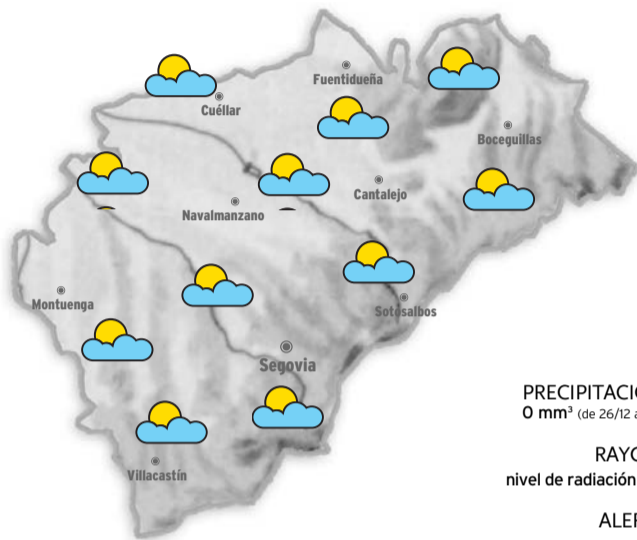 Fuentidueña
Cuéllar
Boceguillas
Cantalejo
Navalmanzano
Montuenga
Sotosalbos
Segovia
Villacastín
0 mm³ (de 26/12
nivel de radiación